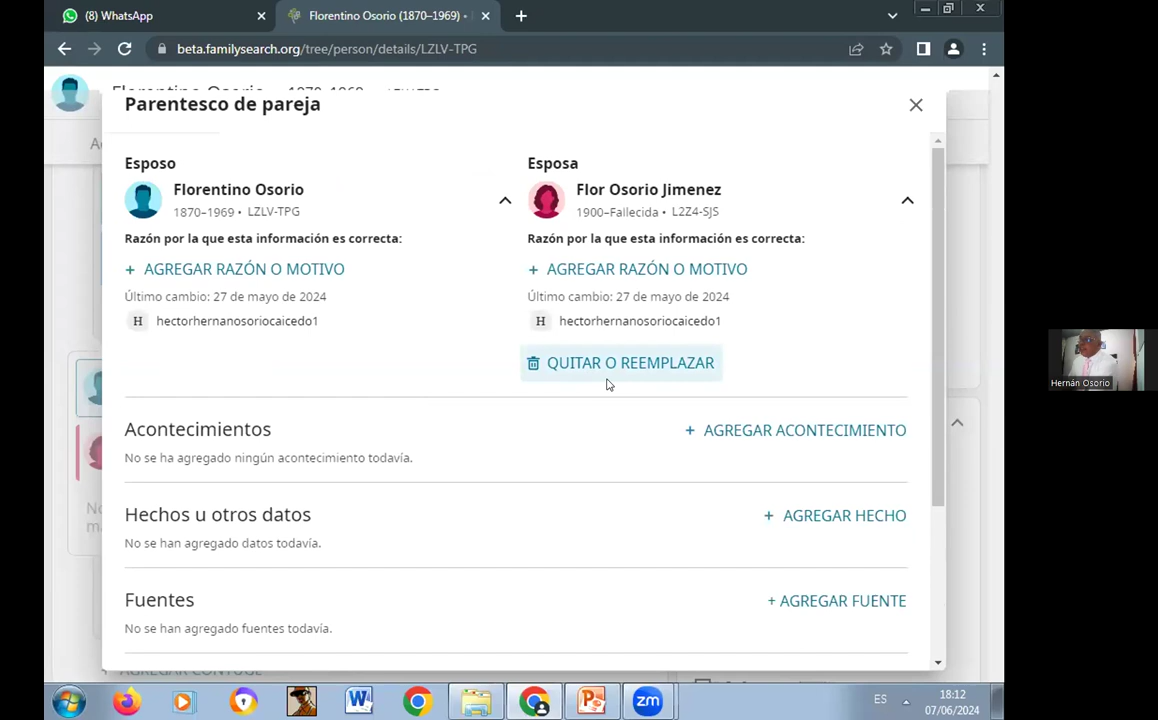 (8) WhatsApp
Florentino Osorio (1870–1969) •
beta.familysearch.org/tree/person/details/LZLV-TPG
Parentesco de pareja
Esposo
Florentino Osorio
1870–1969 • LZLV-TPG
Razón por la que esta información es correcta:
+ AGREGAR RAZÓN O MOTIVO
Último cambio: 27 de mayo de 2024
H hectorhernanosoriocaicedo1
Esposa
Flor Osorio Jimenez
1900–Fallecida • L2Z4-SJS
Razón por la que esta información es correcta:
+ AGREGAR RAZÓN O MOTIVO
Último cambio: 27 de mayo de 2024
H hectorhernanosoriocaicedo1
QUITAR O REEMPLAZAR
Acontecimientos
+ AGREGAR ACONTECIMIENTO
No se ha agregado ningún acontecimiento todavía.
Hechos u otros datos
+ AGREGAR HECHO
No se han agregado datos todavía.
Fuentes
+ AGREGAR FUENTE
No se han agregado fuentes todavía.
Hernán Osorio
zm
ES
18:12
07/06/2024